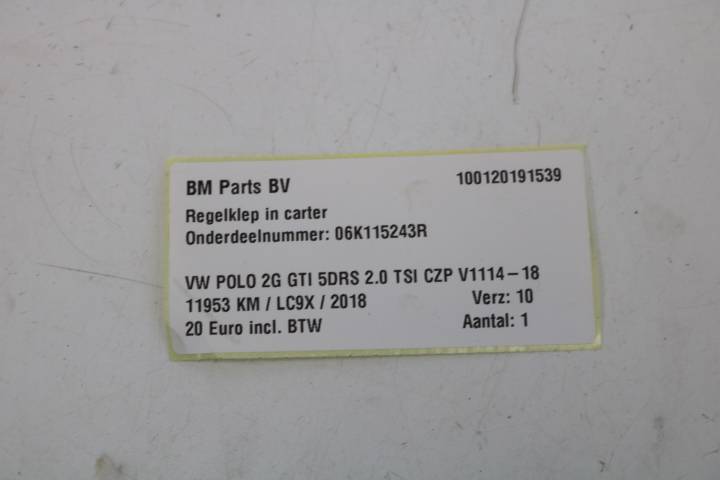 BM Parts BV 100120191539
Regelklep in carter
Onderdeelnummer: 06K115243R
VW POLO 2G GTI 5DRS 2.0 TSI CZP V1114-18
11953 KM / LC9X / 2018 Verz: 10
20 Euro incl. BTW Aantal: 1